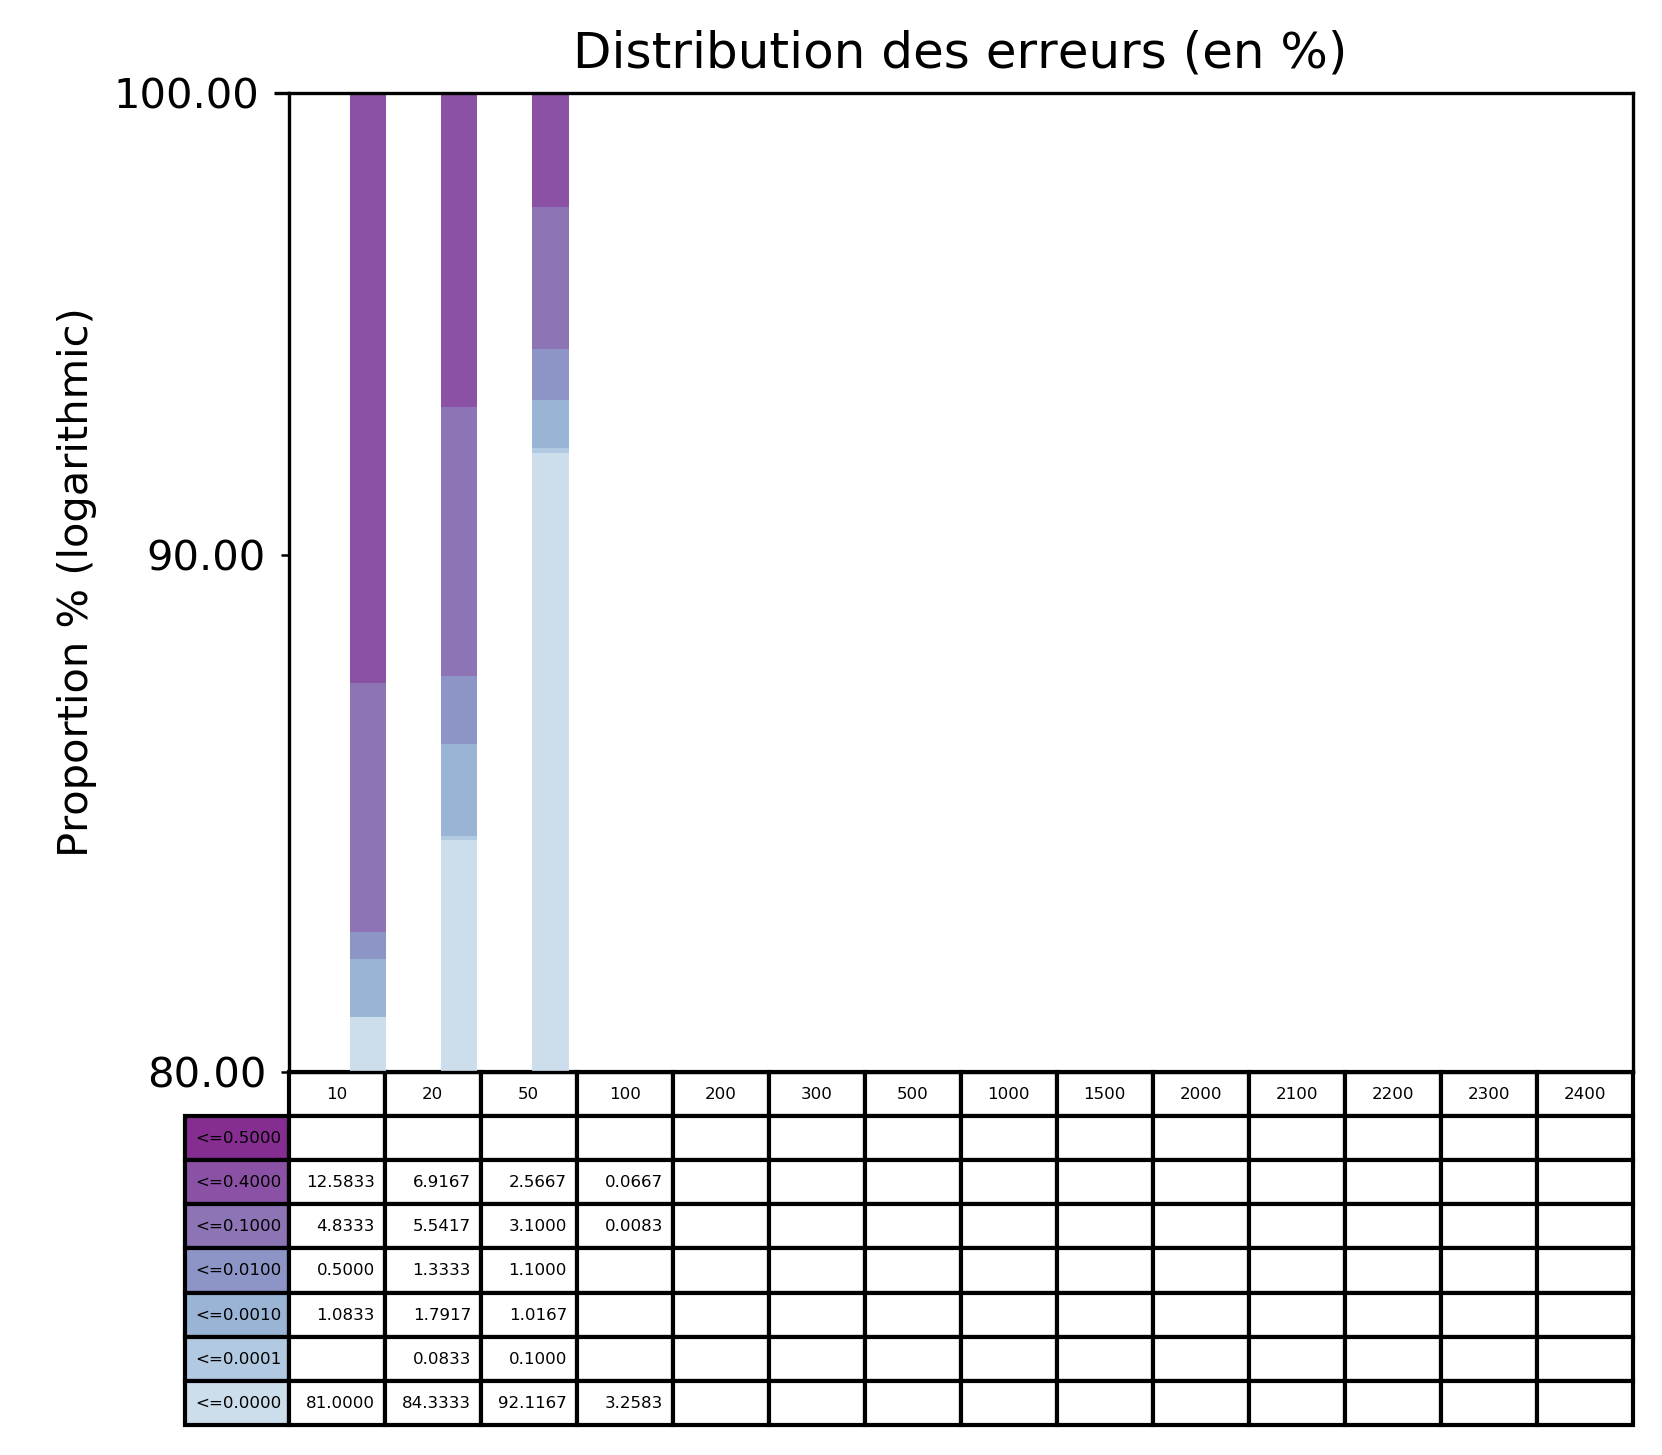 Distribution des erreurs (en %)
100.00
90.00
80.00
Proportion % (logarithmic)
10 20 50 100 200 300 500 1000 1500 2000 2100 2200 2300 2400
<=0.5000
<=0.4000 12.5833 6.9167 2.5667 0.0667
<=0.1000 4.8333 5.5417 3.1000 0.0083
<=0.0100 0.5000 1.3333 1.1000
<=0.0010 1.0833 1.7917 1.0167
<=0.0001 0.0833 0.1000
<=0.0000 81.0000 84.3333 92.1167 3.2583